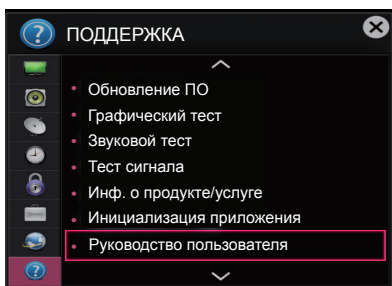 ПОДДЕРЖКА
Обновление ПО
Графический тест
Звуковой тест
Тест сигнала
Инф. о продукте/услуге
Инициализация приложения
Руководство пользователя